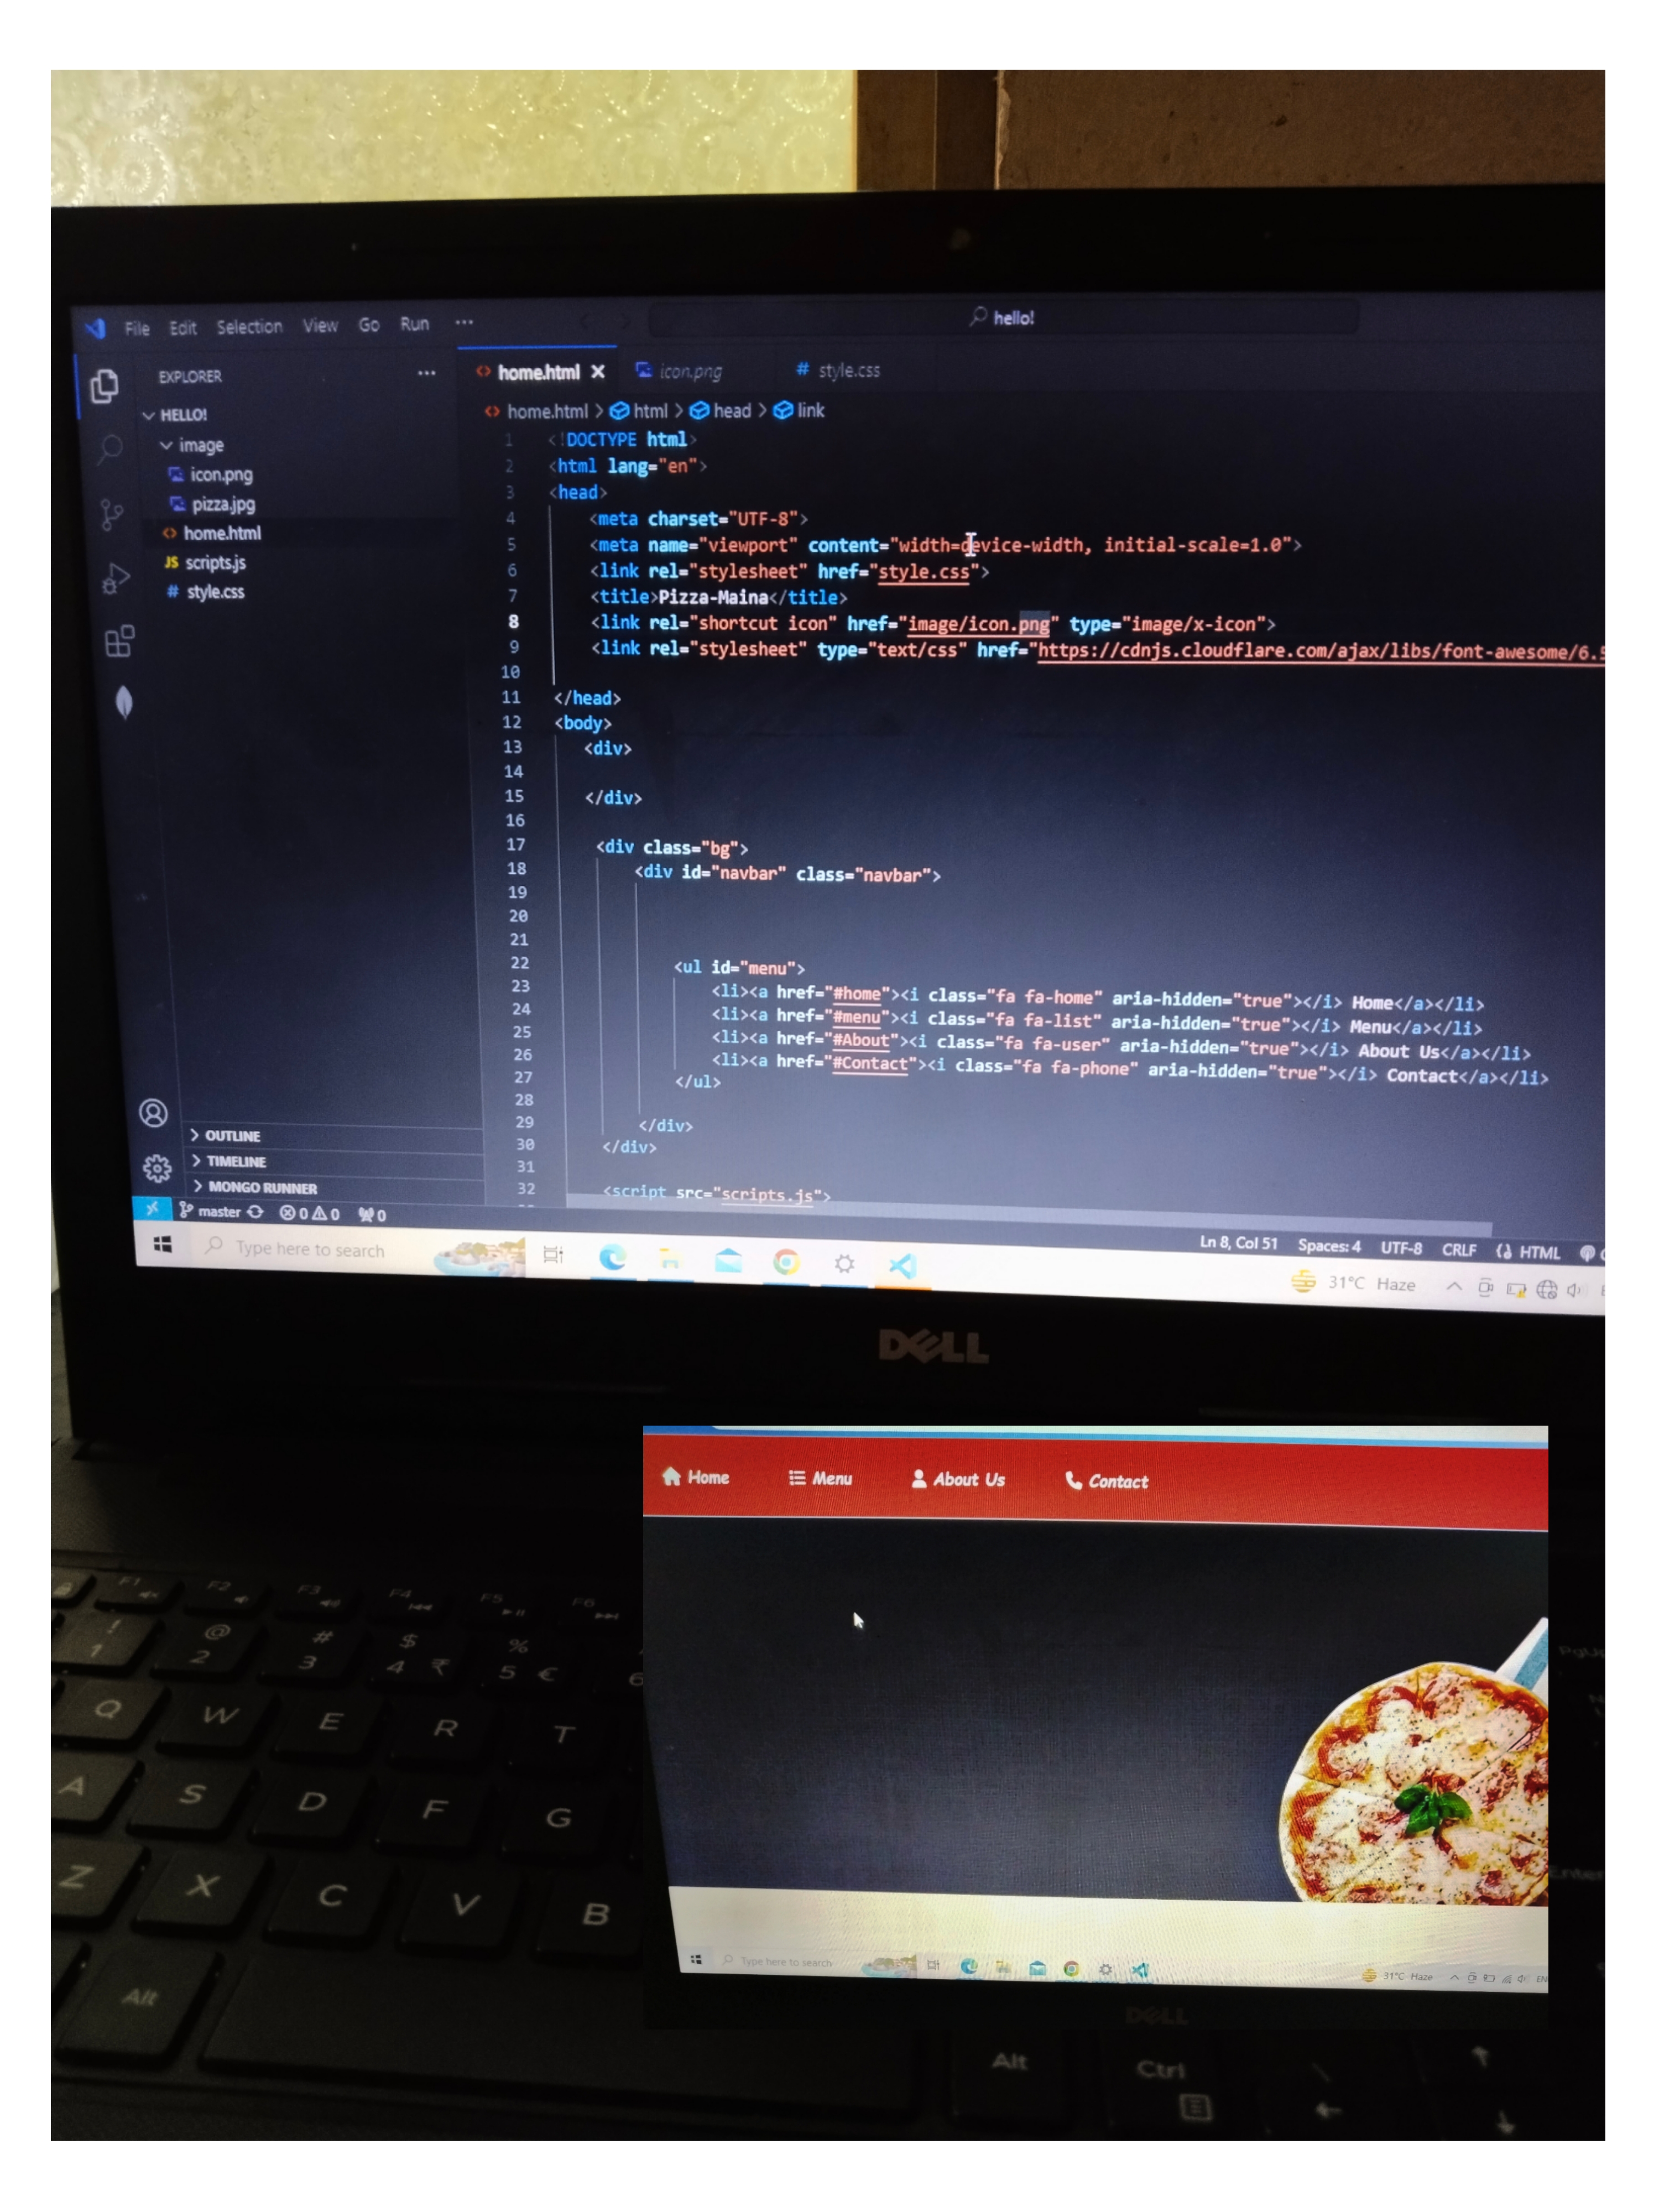 File Edit Selection View Go Run ...
hello!
EXPLORER ...
HELLO!
image
icon.png
pizza.jpg
home.html
JS scripts.js
# style.css
OUTLINE
TIMELINE
MONGO RUNNER
home.html
icon.png
# style.css
home.html > html > head > link
1 <!DOCTYPE html>
2 <html lang="en">
3 <head>
4 <meta charset="UTF-8">
5 <meta name="viewport" content="width=device-width, initial-scale=1.0">
6 <link rel="stylesheet" href="style.css">
7 <title>Pizza-Maina</title>
8 <link rel="shortcut icon" href="image/icon.png" type="image/x-icon">
9 <link rel="stylesheet" type="text/css" href="https://cdnjs.cloudflare.com/ajax/libs/font-awesome/6.
10
11 </head>
12 <body>
13 <div>
14
15 </div>
16
17 <div class="bg">
18 <div id="navbar" class="navbar">
19
20
21
22 <ul id="menu">
23 <li><a href="#home"><i class="fa fa-home" aria-hidden="true"></i> Home</a></li>
24 <li><a href="#menu"><i class="fa fa-list" aria-hidden="true"></i> Menu</a></li>
25 <li><a href="#About"><i class="fa fa-user" aria-hidden="true"></i> About Us</a></li>
26 <li><a href="#Contact"><i class="fa fa-phone" aria-hidden="true"></i> Contact</a></li>
27 </ul>
28
29 </div>
30 </div>
31
32 <script src="scripts.js">
master 0 0 0
Ln 8, Col 51 Spaces: 4 UTF-8 CRLF HTML
Type here to search
31°C Haze
DELL
Home Menu About Us Contact
Type here to search
31°C Haze
DELL
F1 F2 F3 F4 F5 F6
! @ # $ %
1 2 3 4 ₹ 5 € 6
Q W E R T
A S D F G
Z X C V B
Alt Alt Ctrl